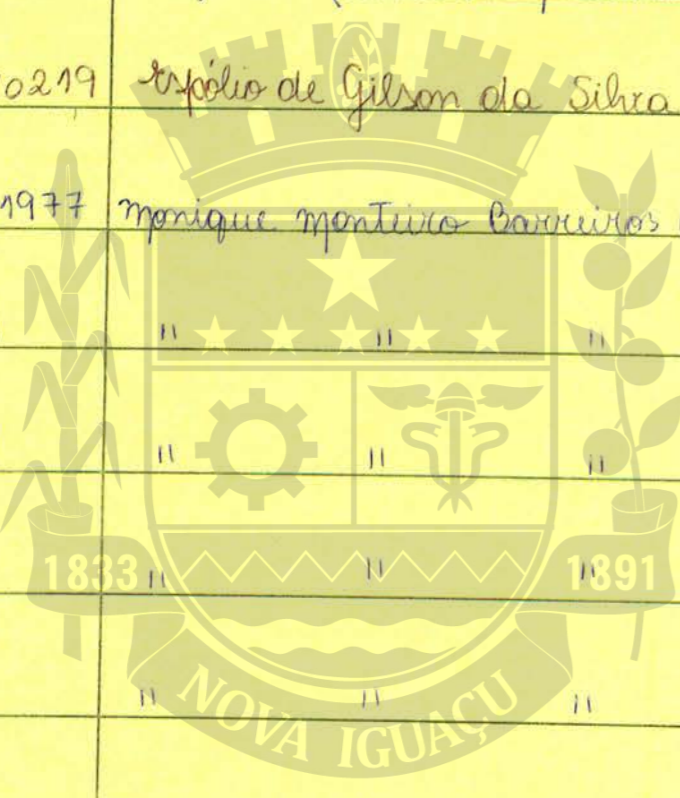 0219 Espólio de Gilson da Silva
1977 Monique Monteiro Barreiros
" " "
" " "
1833 " " " 1891
" " "
NOVA IGUAÇU